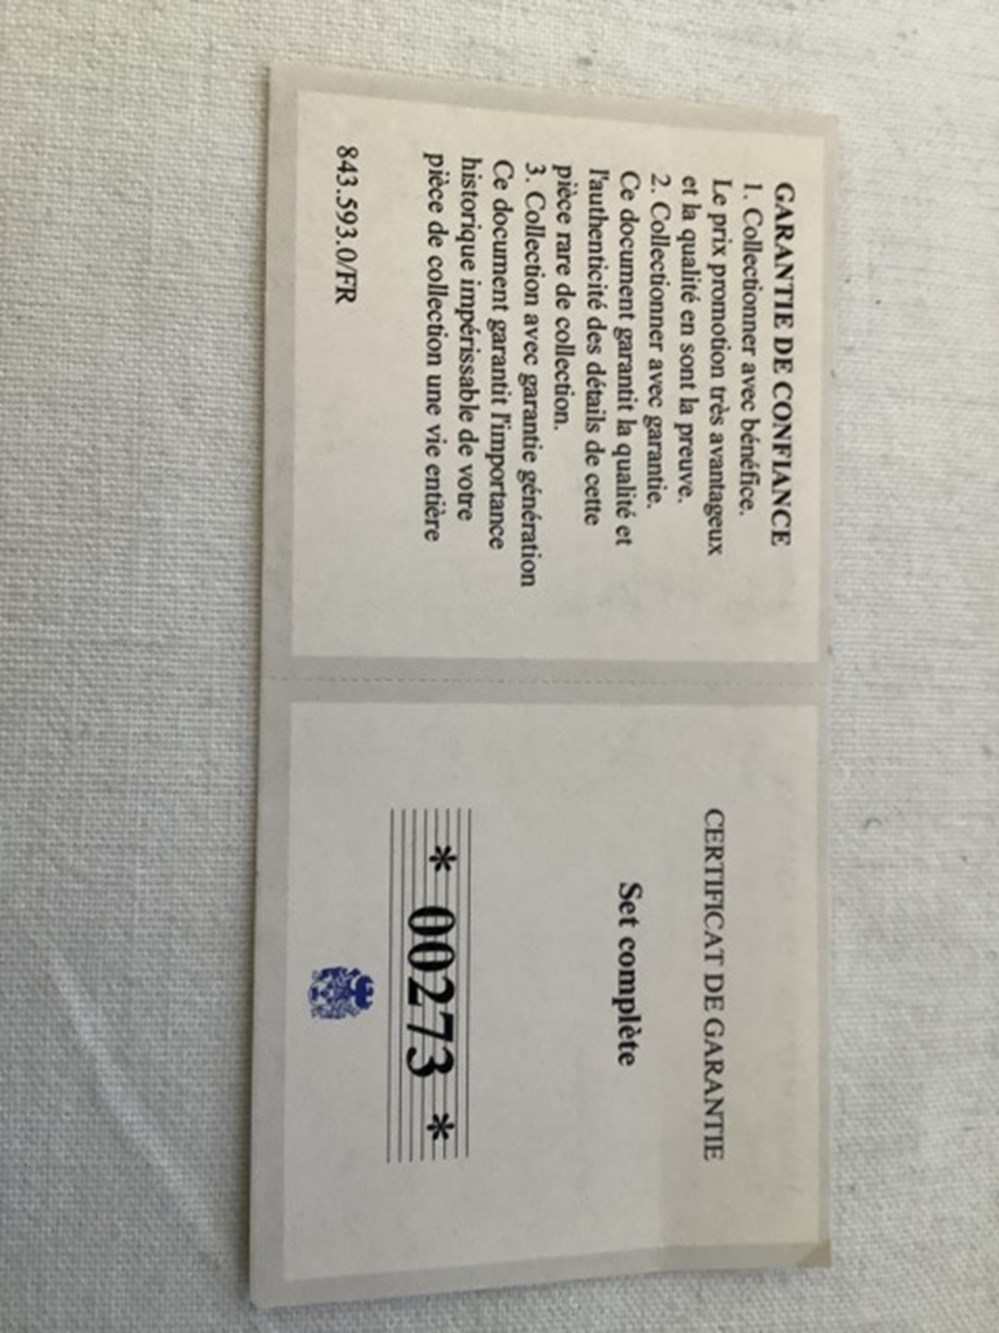 GARANTIE DE CONFIANCE
1. Collectionner avec bénéfice.
Le prix promotion très avantageux
et la qualité en sont la preuve.
2. Collectionner avec garantie.
Ce document garantit la qualité et
l'authenticité des détails de cette
pièce rare de collection.
3. Collection avec garantie génération
Ce document garantit l'importance
historique impérissable de votre
pièce de collection une vie entière
843.593.0/FR
CERTIFICAT DE GARANTIE
Set complète
* 00273 *